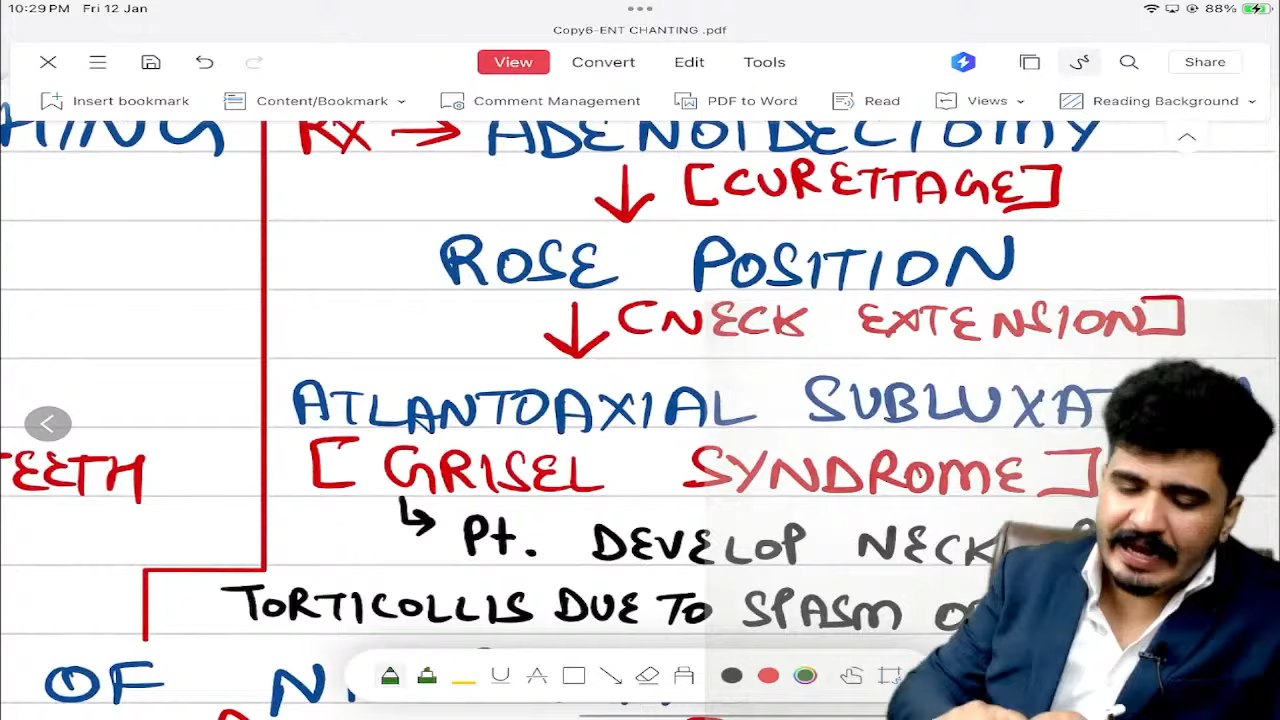 10:29 PM Fri 12 Jan
88%
Copy6-ENT CHANTING .pdf
View Convert Edit Tools Share
Insert bookmark Content/Bookmark Comment Management PDF to Word Read Views Reading Background
RX → ADENOIDECTOMY
↓ [CURETTAGE]
ROSE POSITION
↓ [NECK EXTENSION]
ATLANTOAXIAL
[GRISEL SYNDROME]
TEETH
↳ Pt. DEVELOP NECK
TORTICOLLIS DUE TO SPASM
OF